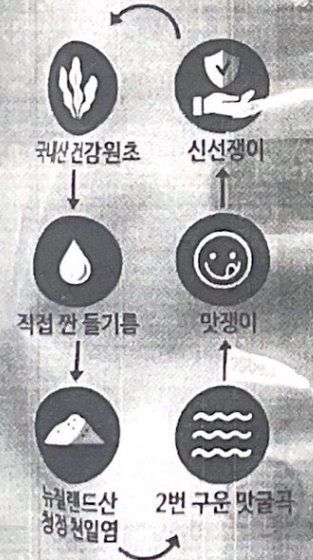 국내산 건강원초
직접 짠 들기름
뉴질랜드산
청정 천일염
2번 구운 맛굴곡
맛쟁이
신선쟁이